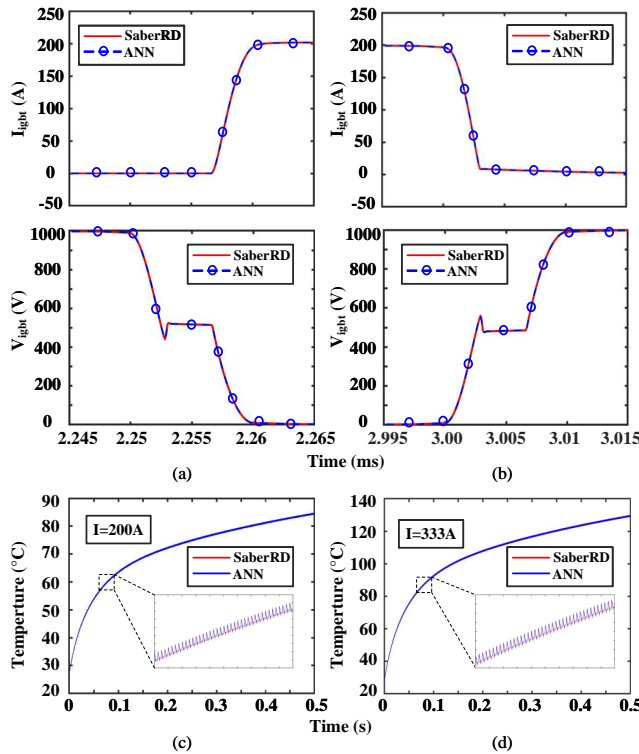 250
200
150
100
50
0
-50
I_igbt (A)
SaberRD
ANN
250
200
150
100
50
0
-50
I_igbt (A)
SaberRD
ANN
1000
800
600
400
200
0
V_igbt (V)
SaberRD
ANN
2.245 2.25 2.255 2.26 2.265
(a)
1000
800
600
400
200
0
V_igbt (V)
SaberRD
ANN
2.995 3.00 3.005 3.01 3.015
(b)
Time (ms)
90
80
70
60
50
40
30
20
Temperture (°C)
I=200A
SaberRD
ANN
0 0.1 0.2 0.3 0.4 0.5
(c)
140
120
100
80
60
40
20
Temperture (°C)
I=333A
SaberRD
ANN
0 0.1 0.2 0.3 0.4 0.5
(d)
Time (s)